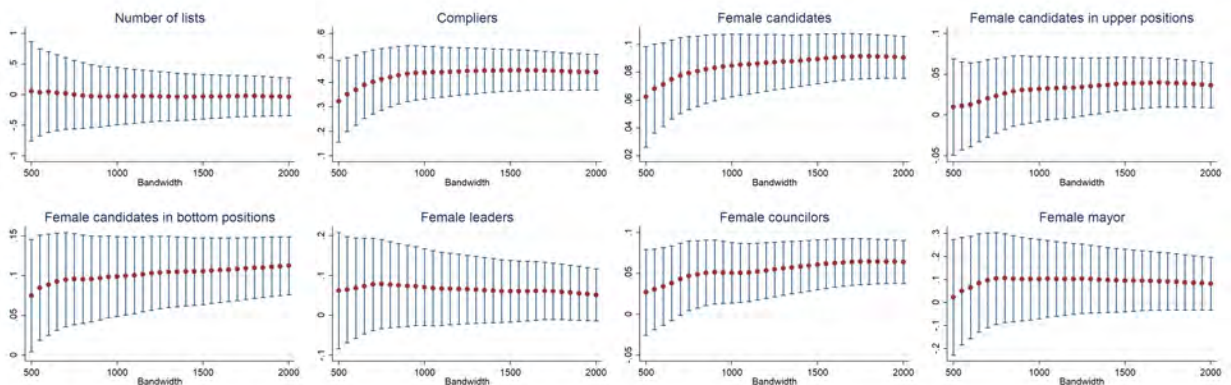 Number of lists
1
.5
0
-.5
-1
500 1000 1500 2000
Bandwidth
Compliers
.6
.5
.4
.3
.2
.1
500 1000 1500 2000
Bandwidth
Female candidates
.1
.08
.06
.04
.02
500 1000 1500 2000
Bandwidth
Female candidates in upper positions
.1
.05
0
-.05
500 1000 1500 2000
Bandwidth
Female candidates in bottom positions
.15
.1
.05
0
500 1000 1500 2000
Bandwidth
Female leaders
.2
.1
0
-.1
500 1000 1500 2000
Bandwidth
Female councilors
.1
.05
0
-.05
500 1000 1500 2000
Bandwidth
Female mayor
.3
.2
.1
0
-.1
-.2
500 1000 1500 2000
Bandwidth